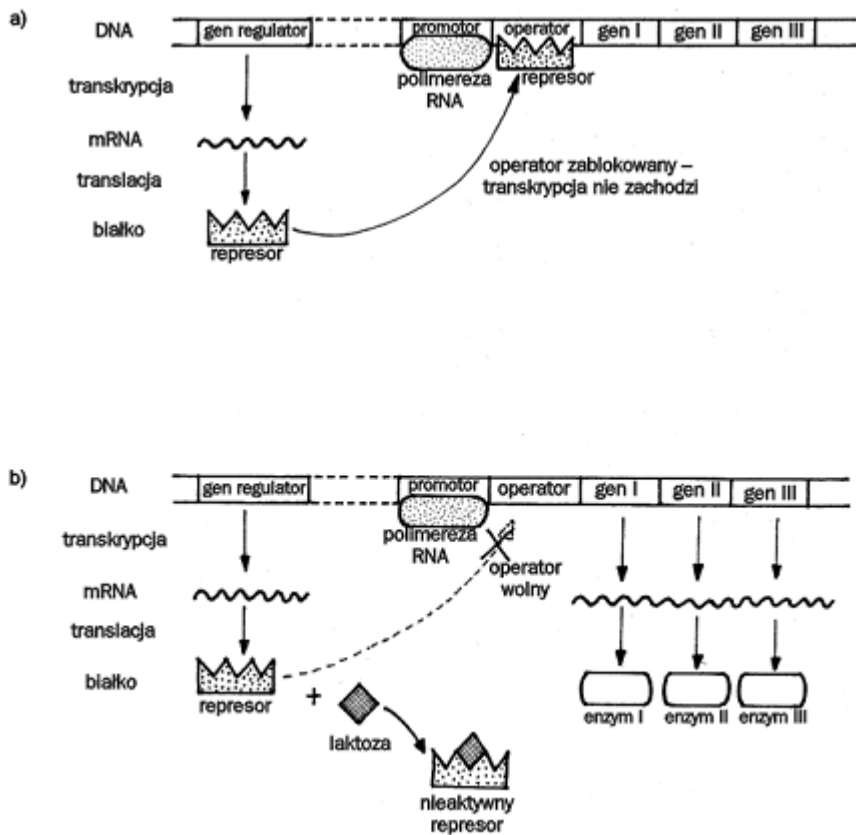 a)
DNA
gen regulator
promotor
operator
gen I
gen II
gen III
polimereza
RNA
represor
transkrypcja
mRNA
operator zablokowany –
transkrypcja nie zachodzi
translacja
białko
represor
b)
DNA
gen regulator
promotor
operator
gen I
gen II
gen III
polimereza
RNA
transkrypcja
operator
wolny
mRNA
translacja
białko
represor
+
laktoza
enzym I
enzym II
enzym III
nieaktywny
represor